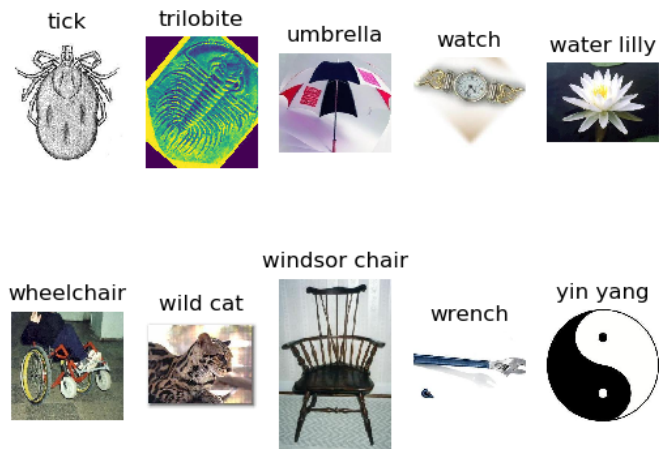 tick
trilobite
umbrella
watch
water lilly
wheelchair
wild cat
windsor chair
wrench
yin yang